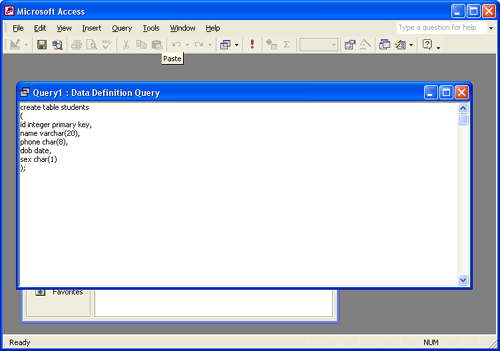 Microsoft Access
File Edit View Insert Query Tools Window Help
Type a question for help
Paste
Query1 : Data Definition Query
create table students
(
id integer primary key,
name varchar(20),
phone char(8),
dob date,
sex char(1)
);
Favorites
Ready
NUM